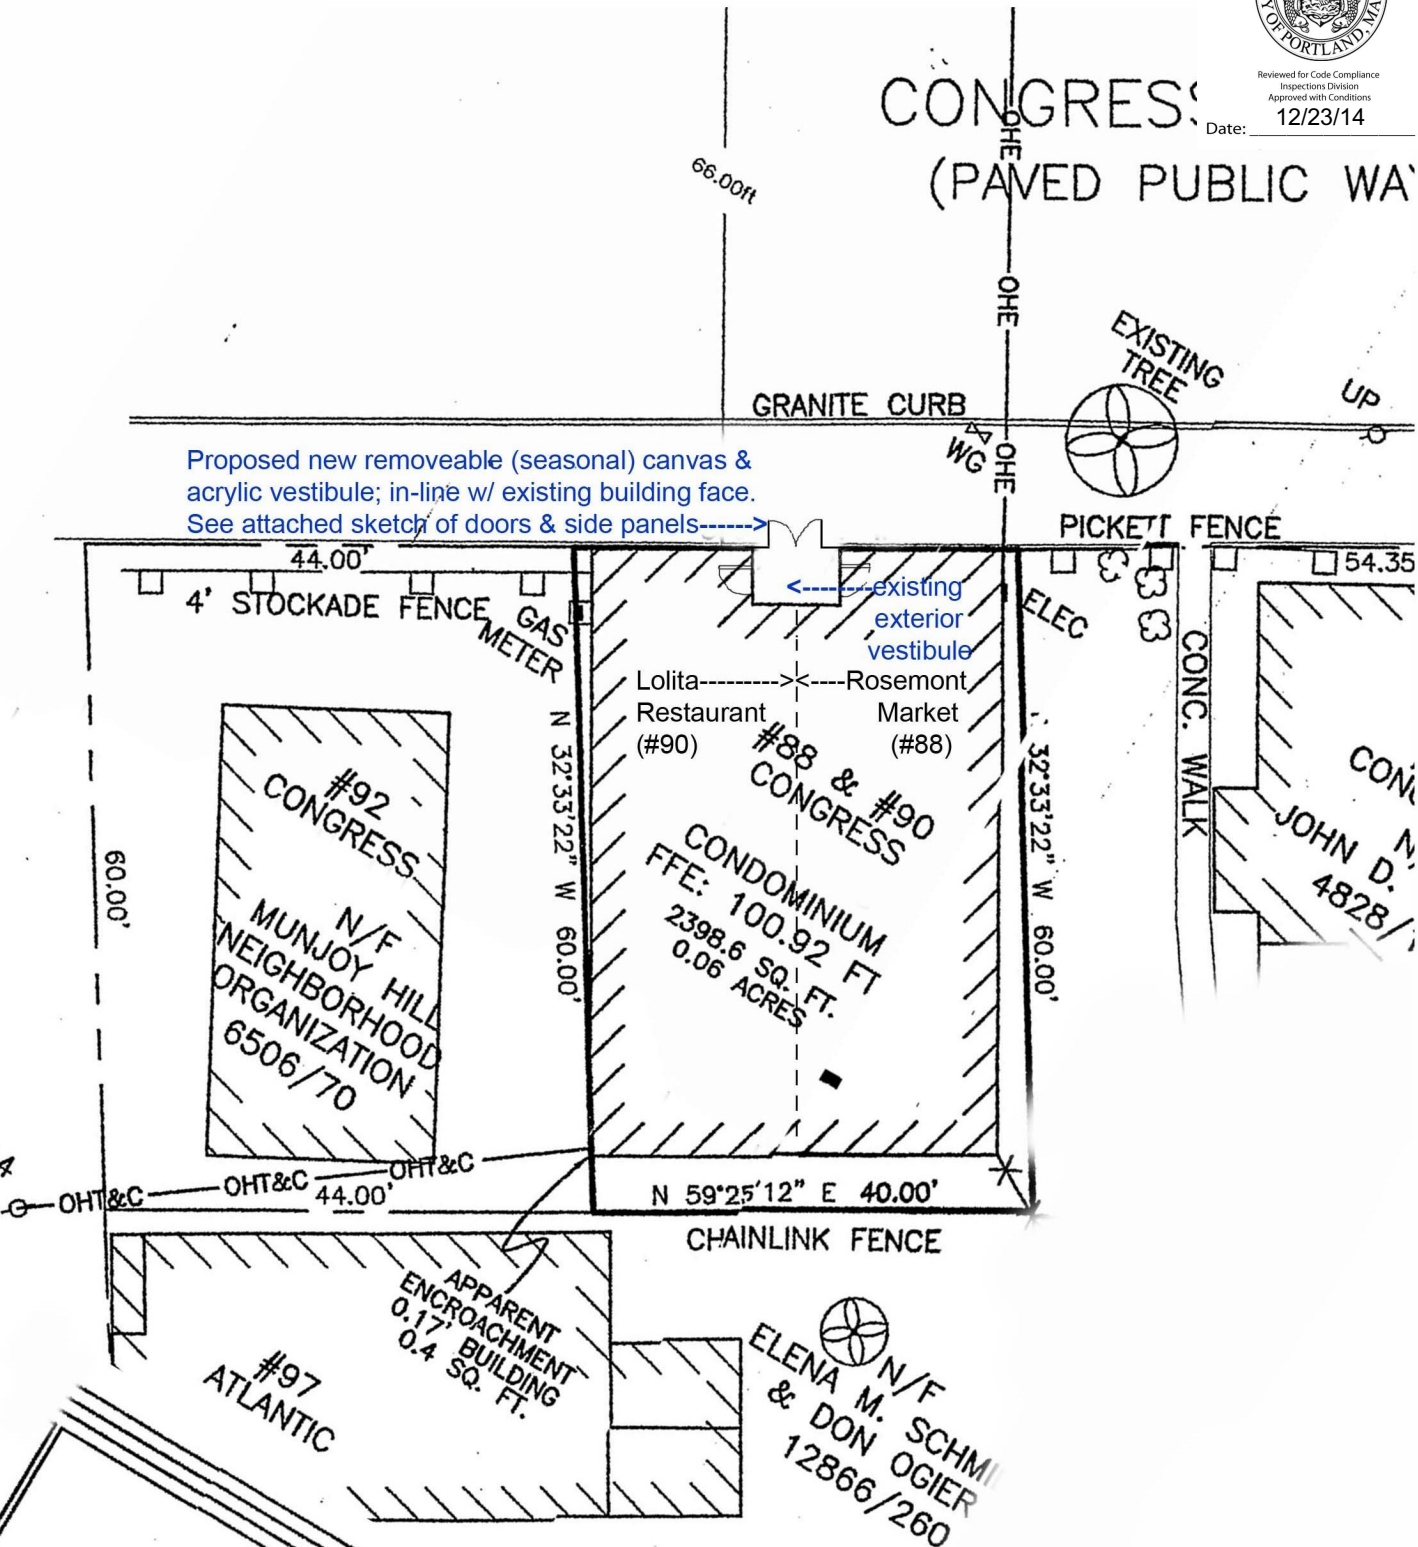 Y OF PORTLAND, MA
Reviewed for Code Compliance
Inspections Division
Approved with Conditions
Date: 12/23/14
CONGRESS
(PAVED PUBLIC WAY
66.00ft
OHE
OHE
OHE
EXISTING
TREE
UP
GRANITE CURB
WG
Proposed new removeable (seasonal) canvas &
acrylic vestibule; in-line w/ existing building face.
See attached sketch of doors & side panels------>
PICKETT FENCE
44.00'
54.35
4' STOCKADE FENCE
GAS
METER
<--------existing
exterior
vestibule
ELEC
Lolita--------->
<----Rosemont
Restaurant
Market
(#90)
(#88)
CONC. WALK
N 32°33'22" W 60.00'
32°33'22" W 60.00'
60.00'
#92
CONGRESS
N/F
MUNJOY HILL
NEIGHBORHOOD
ORGANIZATION
6506/70
#88 & #90
CONGRESS
CONDOMINIUM
FFE: 100.92 FT
2398.6 SQ. FT.
0.06 ACRES
CONG
JOHN D.
4828/
OHT&C
OHT&C
OHT&C
44.00'
N 59°25'12" E 40.00'
CHAINLINK FENCE
APPARENT
ENCROACHMENT
0.17' BUILDING
0.4 SQ. FT.
#97
ATLANTIC
N/F
ELENA M. SCHMI
& DON OGIER
12866/260